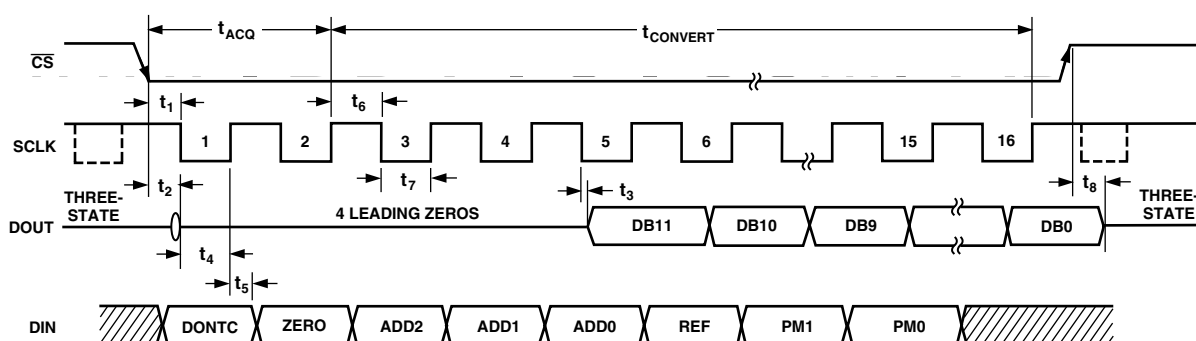 tACQ tCONVERT
CS
t1 t6
SCLK 1 2 3 4 5 6 15 16
t2 t7 t3 t8
THREE-STATE 4 LEADING ZEROS THREE-STATE
DOUT DB11 DB10 DB9 DB0
t4
t5
DIN DONTC ZERO ADD2 ADD1 ADD0 REF PM1 PM0